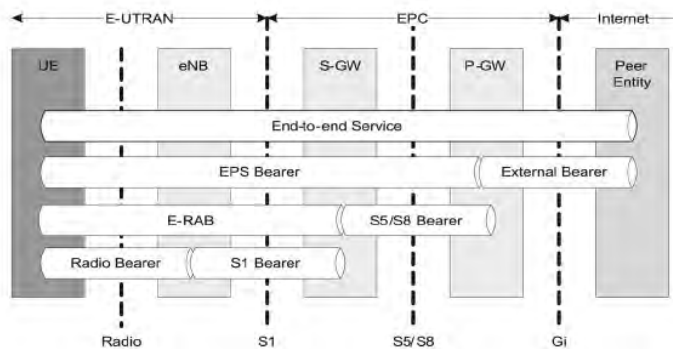 E-UTRAN EPC Internet
UE eNB S-GW P-GW Peer
Entity
End-to-end Service
EPS Bearer External Bearer
E-RAB S5/S8 Bearer
Radio Bearer S1 Bearer
Radio S1 S5/S8 Gi